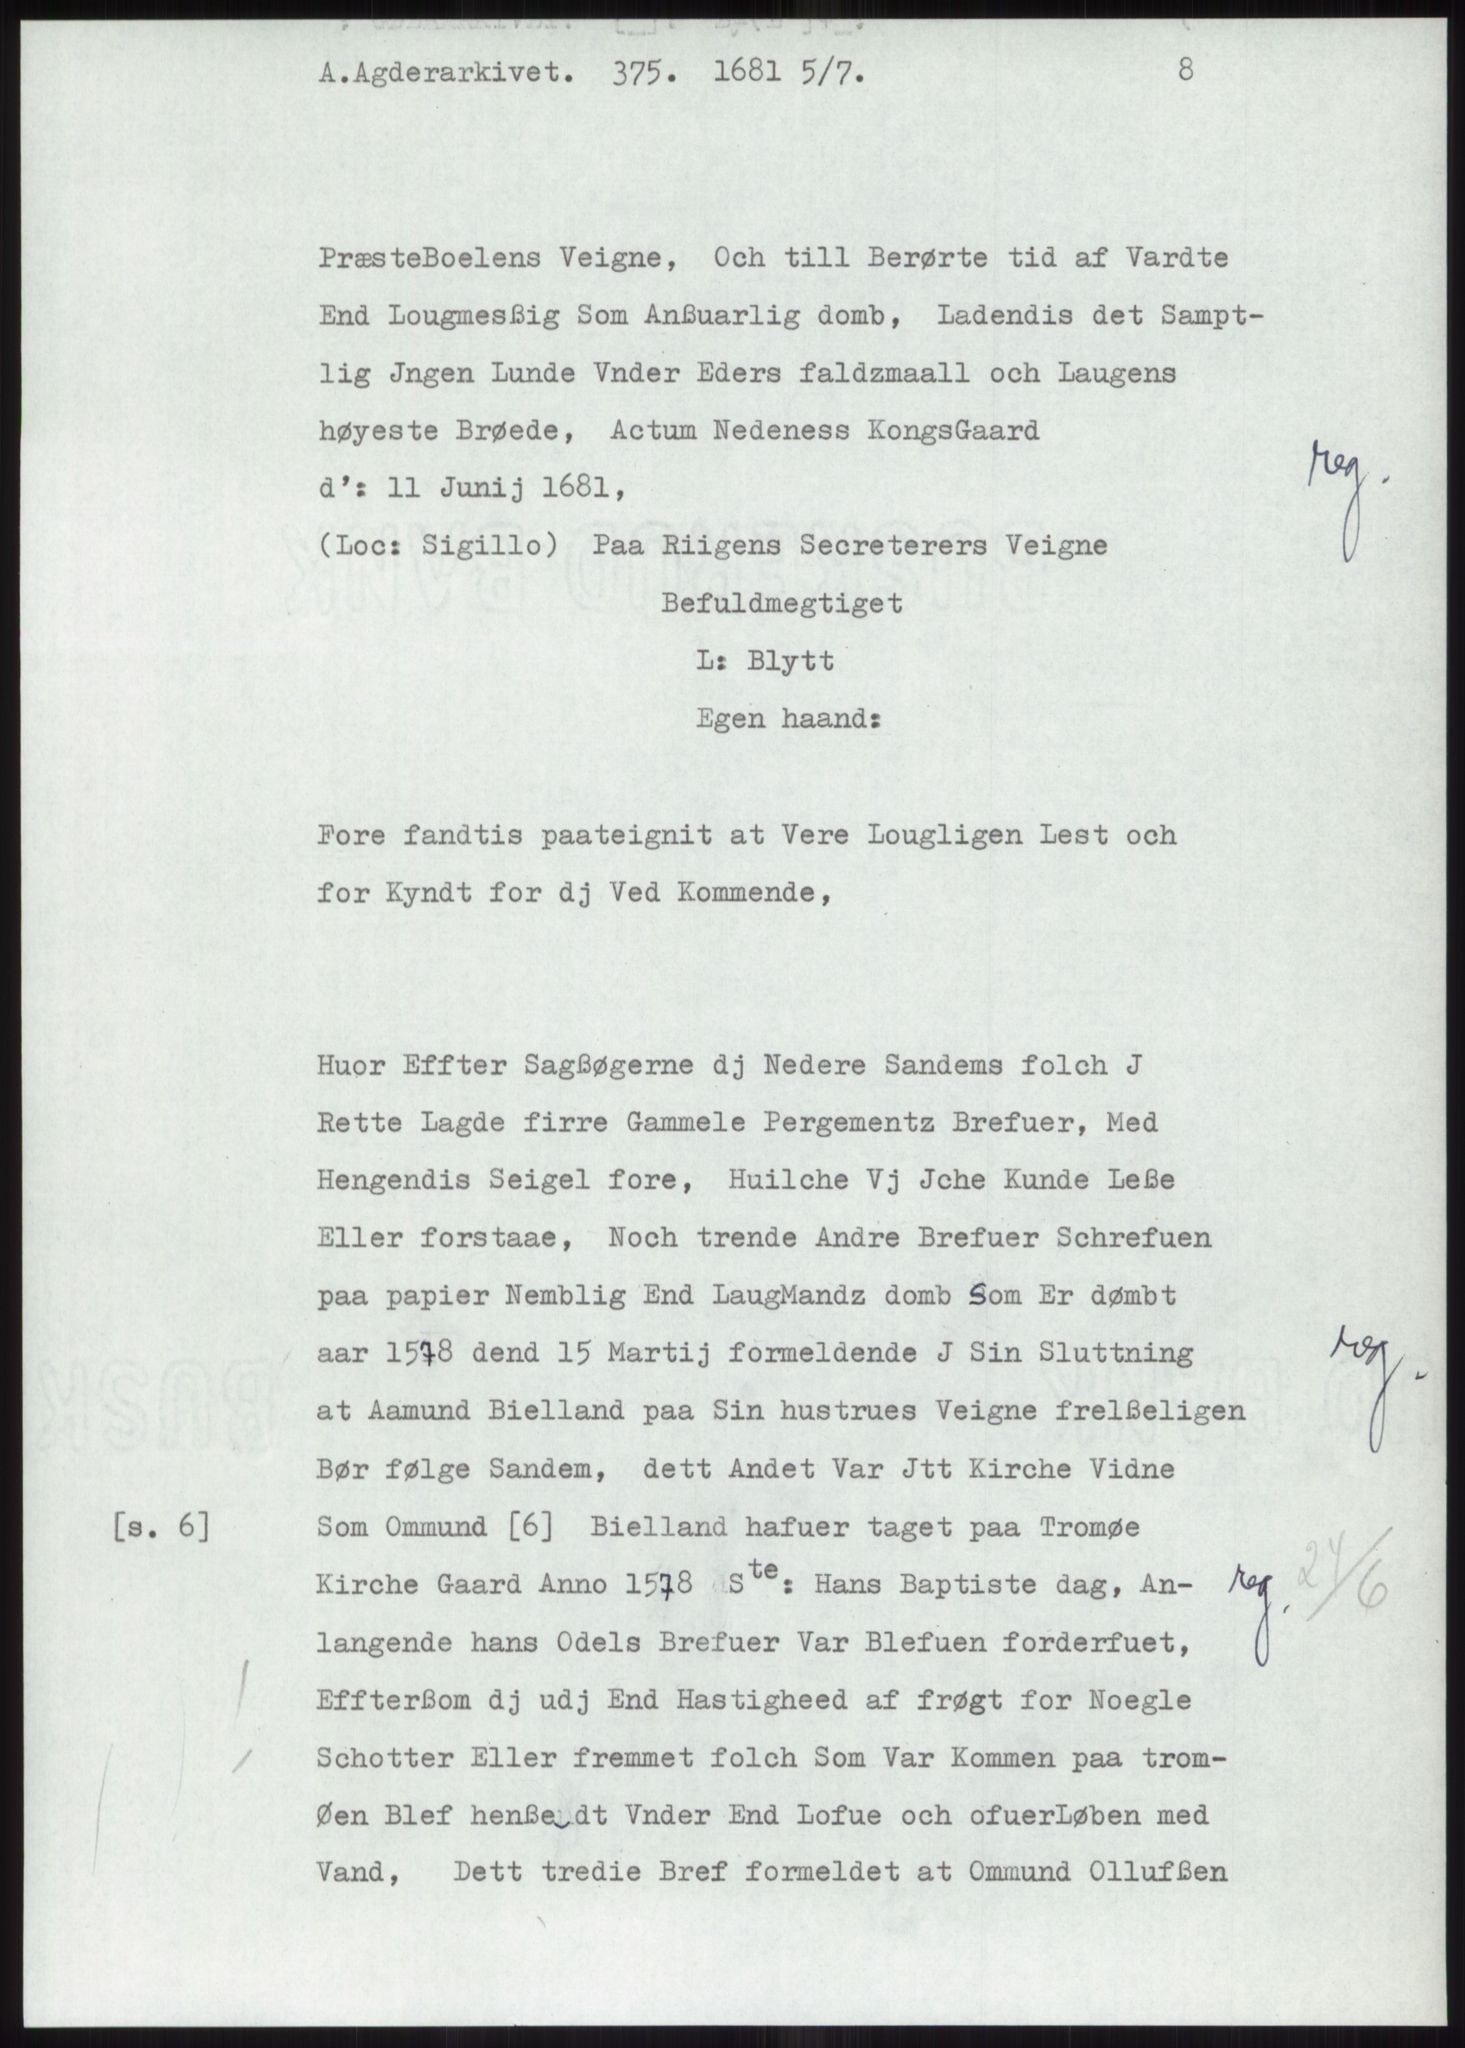 A.Agderarkivet. 375. 1681 5/7. 8
PræsteBoelens Veigne, Och till Berørte tid af Vardte
End Lougmesßig Som Anßuarlig domb, Ladendis det Sampt-
lig Jngen Lunde Vnder Eders faldzmaall och Laugens
høyeste Brøede, Actum Nedeness KongsGaard
reg.
d': 11 Junij 1681,
(Loc: Sigillo) Paa Riigens Secreterers Veigne
Befuldmegtiget
L: Blytt
Egen haand:
Fore fandtis paateignit at Vere Lougligen Lest och
for Kyndt for dj Ved Kommende,
Huor Effter Sagßøgerne dj Nedere Sandems folch J
Rette Lagde firre Gammele Pergementz Brefuer, Med
Hengendis Seigel fore, Huilche Vj Jche Kunde Leße
Eller forstaae, Noch trende Andre Brefuer Schrefuen
paa papier Nemblig End LaugMandz domb Som Er dømbt
aar 1578 dend 15 Martij formeldende J Sin Sluttning reg.
at Aamund Bielland paa Sin hustrues Veigne frelßeligen
Bør følge Sandem, dett Andet Var Jtt Kirche Vidne
[s. 6] Som Ommund [6] Bielland hafuer taget paa Tromøe
Kirche Gaard Anno 1578 Ste: Hans Baptiste dag, An- reg. 24/6
langende hans Odels Brefuer Var Blefuen forderfuet,
Effterßom dj udj End Hastigheed af frøgt for Noegle
Schotter Eller fremmet folch Som Var Kommen paa trom-
Øen Blef henße dt Vnder End Lofue och ofuerLøben med
Vand, Dett tredie Bref formeldet at Ommund Ollufßen